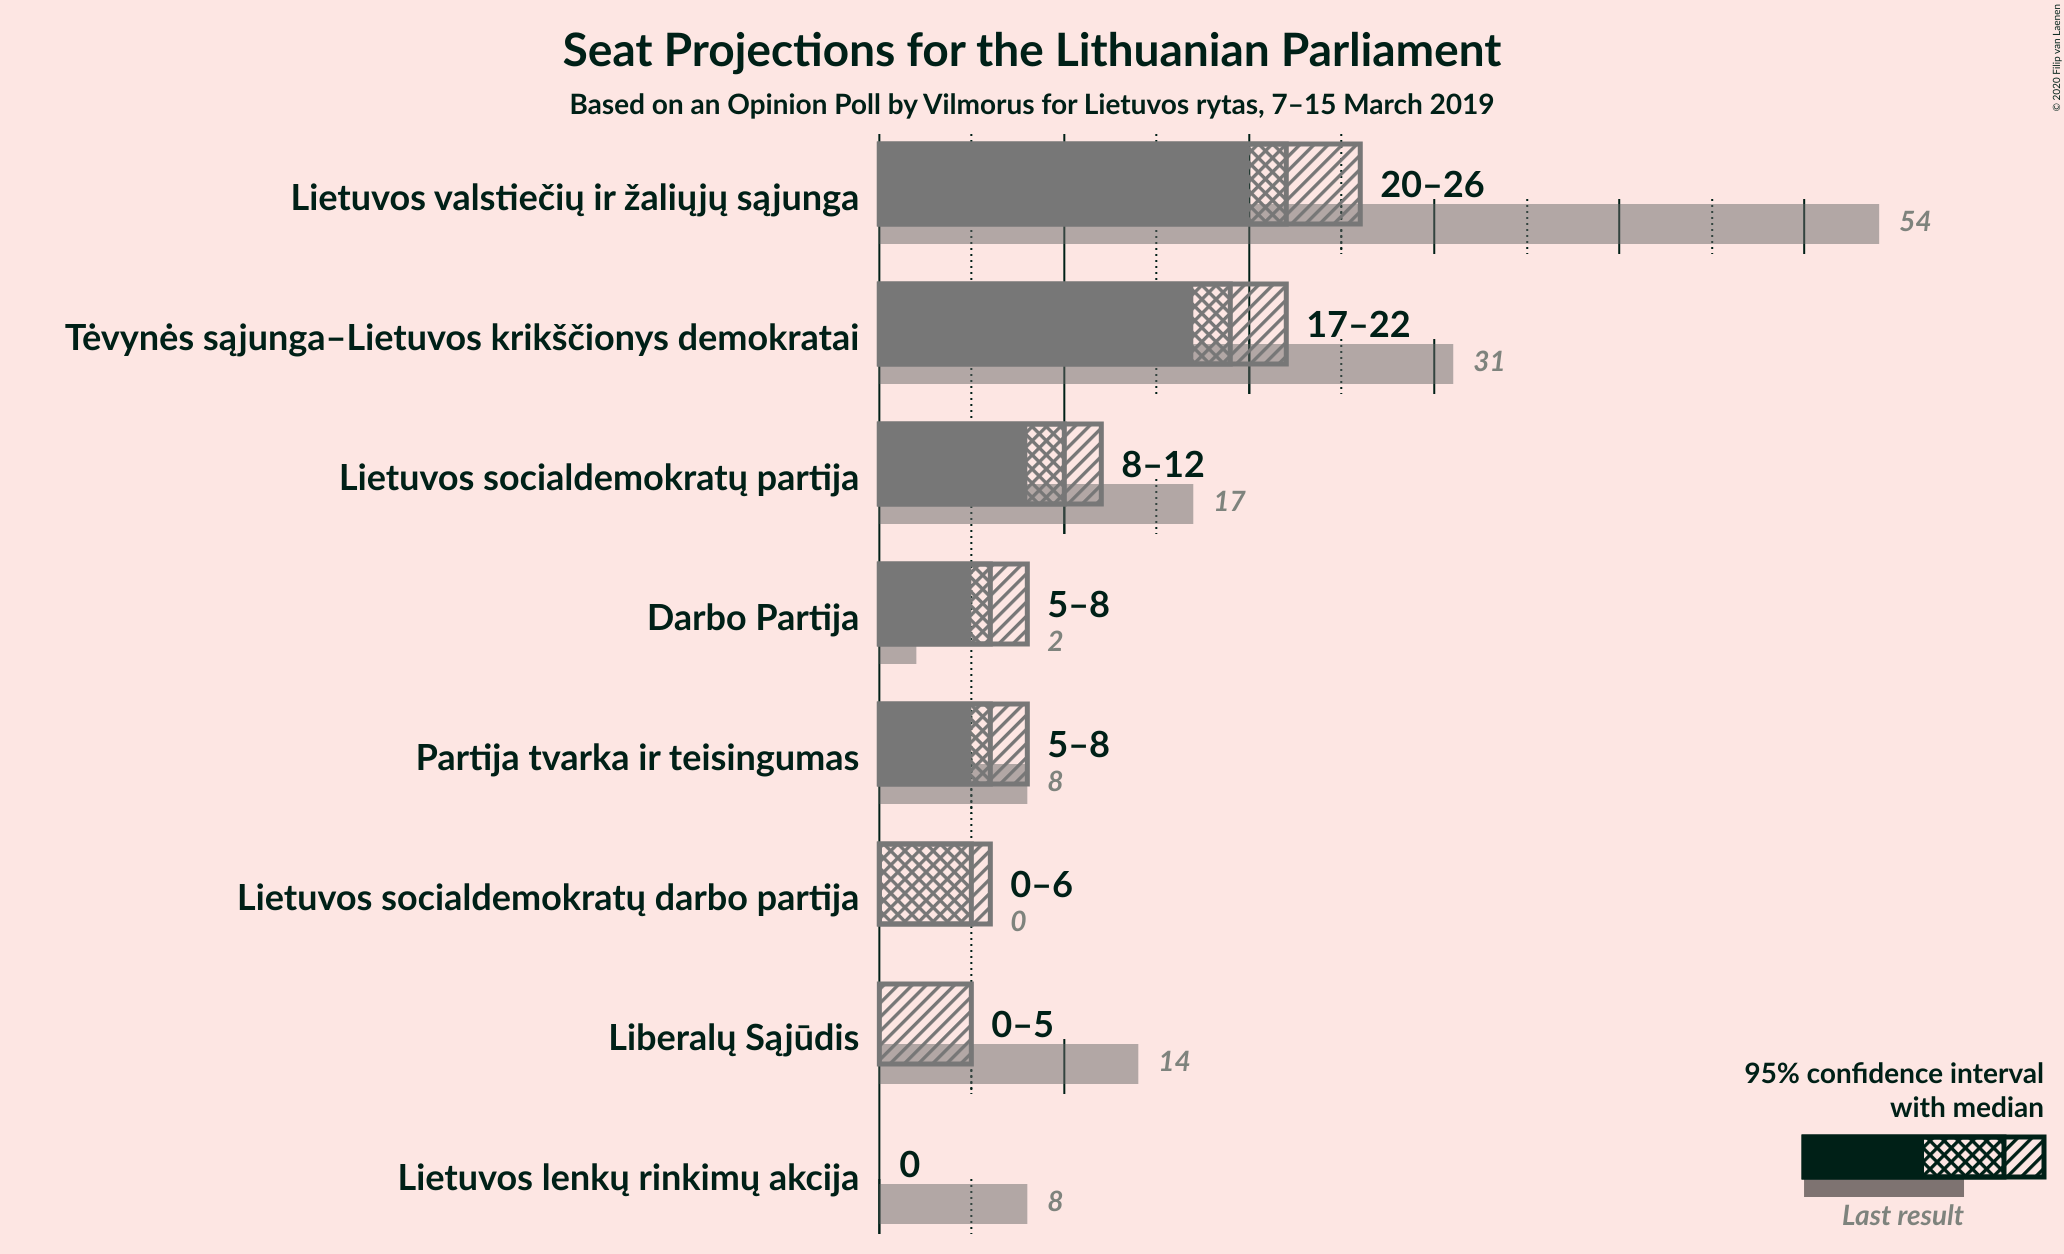 Seat Projections for the Lithuanian Parliament
Based on an Opinion Poll by Vilmorus for Lietuvos rytas, 7–15 March 2019
© 2020 Filip van Laenen
Lietuvos valstiečių ir žaliųjų sąjunga
20–26
54
Tėvynės sąjunga–Lietuvos krikščionys demokratai
17–22
31
Lietuvos socialdemokratų partija
8–12
17
Darbo Partija
5–8
2
Partija tvarka ir teisingumas
5–8
8
Lietuvos socialdemokratų darbo partija
0–6
0
Liberalų Sąjūdis
0–5
14
Lietuvos lenkų rinkimų akcija
0
8
95% confidence interval
with median
Last result